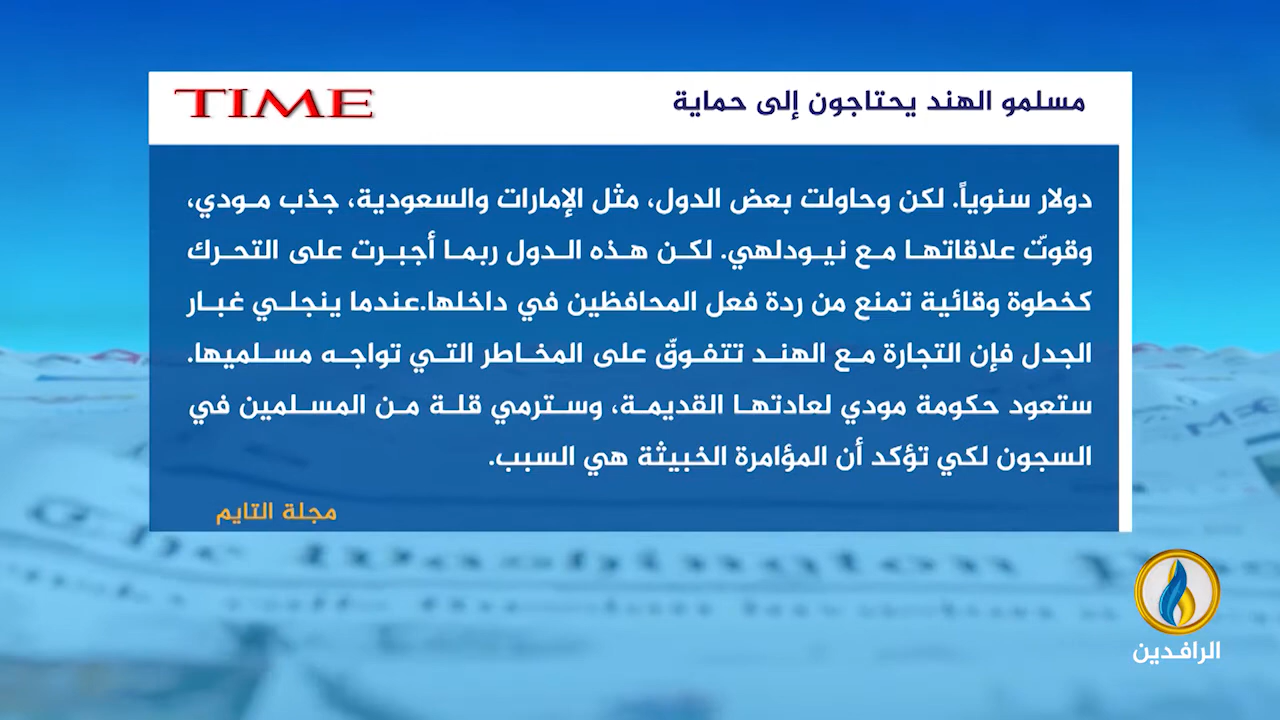 مسلمو الهند يحتاجون إلى حماية
TIME
دولار سنوياً. لكن وحاولت بعض الدول، مثل الإمارات والسعودية، جذب مودي،
وقوّت علاقاتها مع نيودلهي. لكن هذه الدول ربما أجبرت على التحرك
كخطوة وقائية تمنع من ردة فعل المحافظين في داخلها.عندما ينجلي غبار
الجدل فإن التجارة مع الهند تتفوّق على المخاطر التي تواجه مسلميها.
ستعود حكومة مودي لعادتها القديمة، وسترمي قلة من المسلمين في
السجون لكي تؤكد أن المؤامرة الخبيثة هي السبب.
مجلة التايم
الرافدين